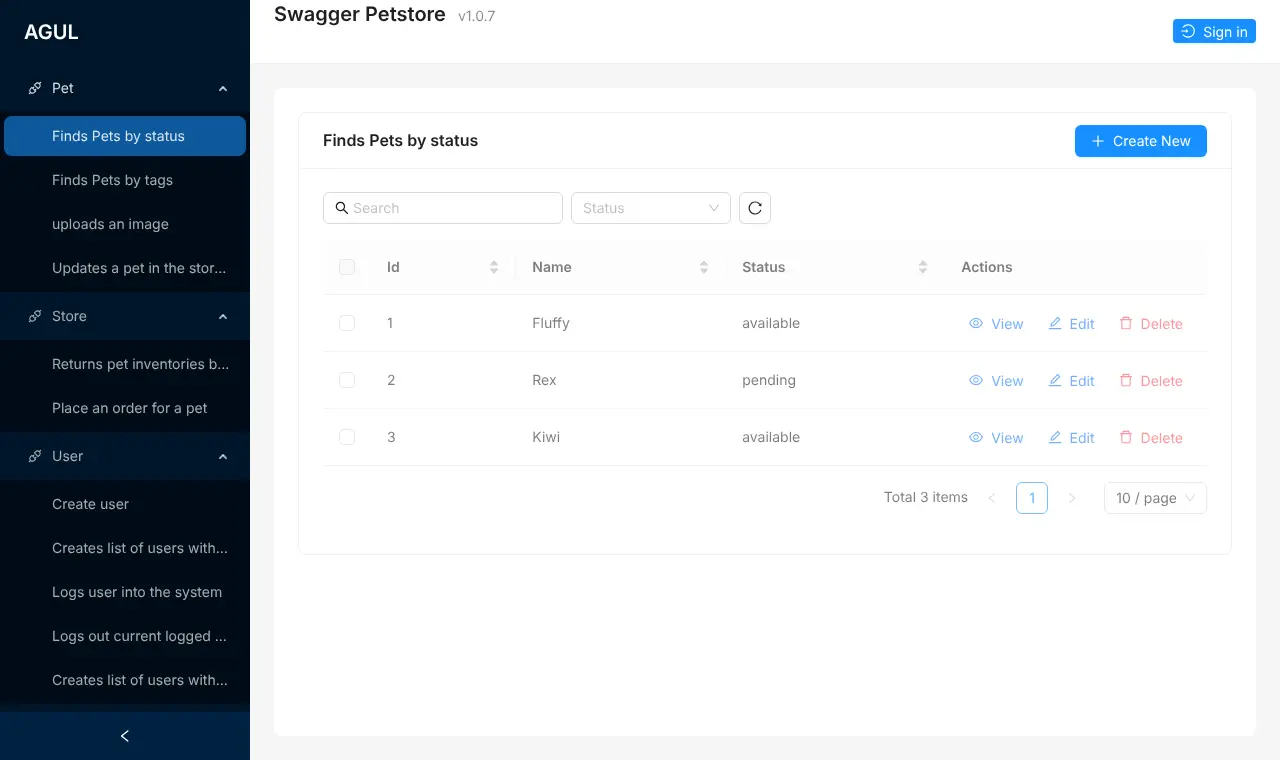 AGUL
Swagger Petstore v1.0.7
Sign in
Pet
Finds Pets by status
Finds Pets by tags
uploads an image
Updates a pet in the stor...
Store
Returns pet inventories b...
Place an order for a pet
User
Create user
Creates list of users with...
Logs user into the system
Logs out current logged ...
Creates list of users with...
Finds Pets by status
Create New
Search
Status
Id Name Status Actions
1 Fluffy available View Edit Delete
2 Rex pending View Edit Delete
3 Kiwi available View Edit Delete
Total 3 items 1 10 / page